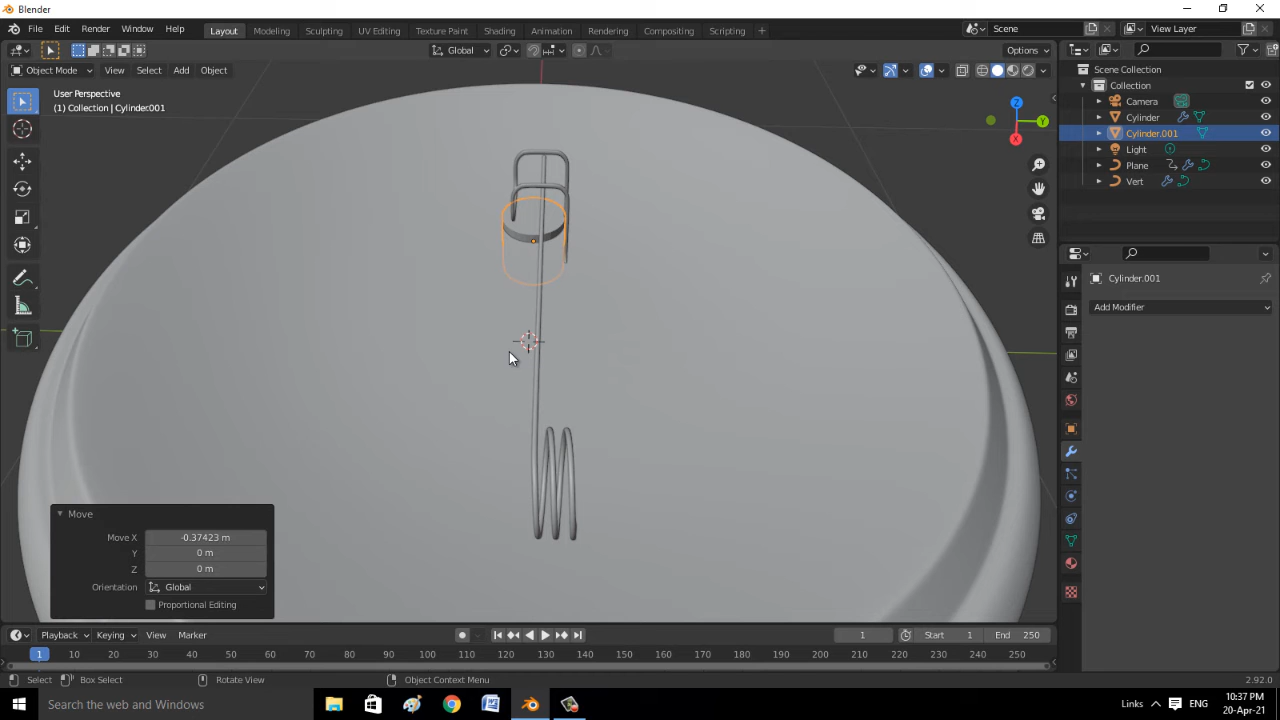 Blender
File Edit Render Window Help
Layout Modeling Sculpting UV Editing Texture Paint Shading Animation Rendering Compositing Scripting +
Scene
View Layer
Global
Options
Object Mode View Select Add Object
User Perspective
(1) Collection | Cylinder.001
Z
Y
X
Scene Collection
Collection
Camera
Cylinder
Cylinder.001
Light
Plane
Vert
Cylinder.001
Add Modifier
Move
Move X -0.37423 m
Y 0 m
Z 0 m
Orientation Global
Proportional Editing
Playback Keying View Marker
1 Start 1 End 250
1 10 20 30 40 50 60 70 80 90 100 110 120 130 140 150 160 170 180 190 200 210 220 230 240 250
Select Box Select Rotate View Object Context Menu 2.92.0
Search the web and Windows
Links ENG
10:37 PM
20-Apr-21